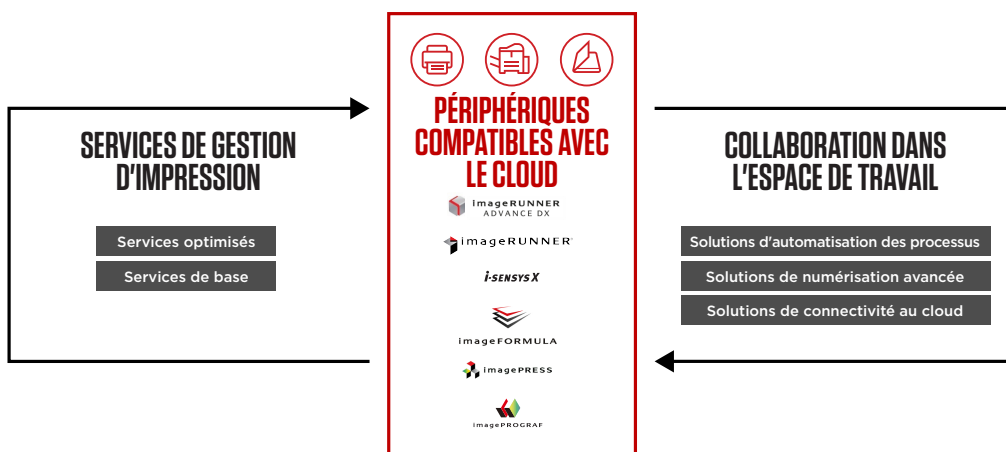 SERVICES DE GESTION
D'IMPRESSION
Services optimisés
Services de base
PÉRIPHÉRIQUES
COMPATIBLES AVEC
LE CLOUD
imageRUNNER
ADVANCE DX
imageRUNNER
i-SENSYS X
imageFORMULA
imagePRESS
imagePROGRAF
COLLABORATION DANS
L'ESPACE DE TRAVAIL
Solutions d'automatisation des processus
Solutions de numérisation avancée
Solutions de connectivité au cloud